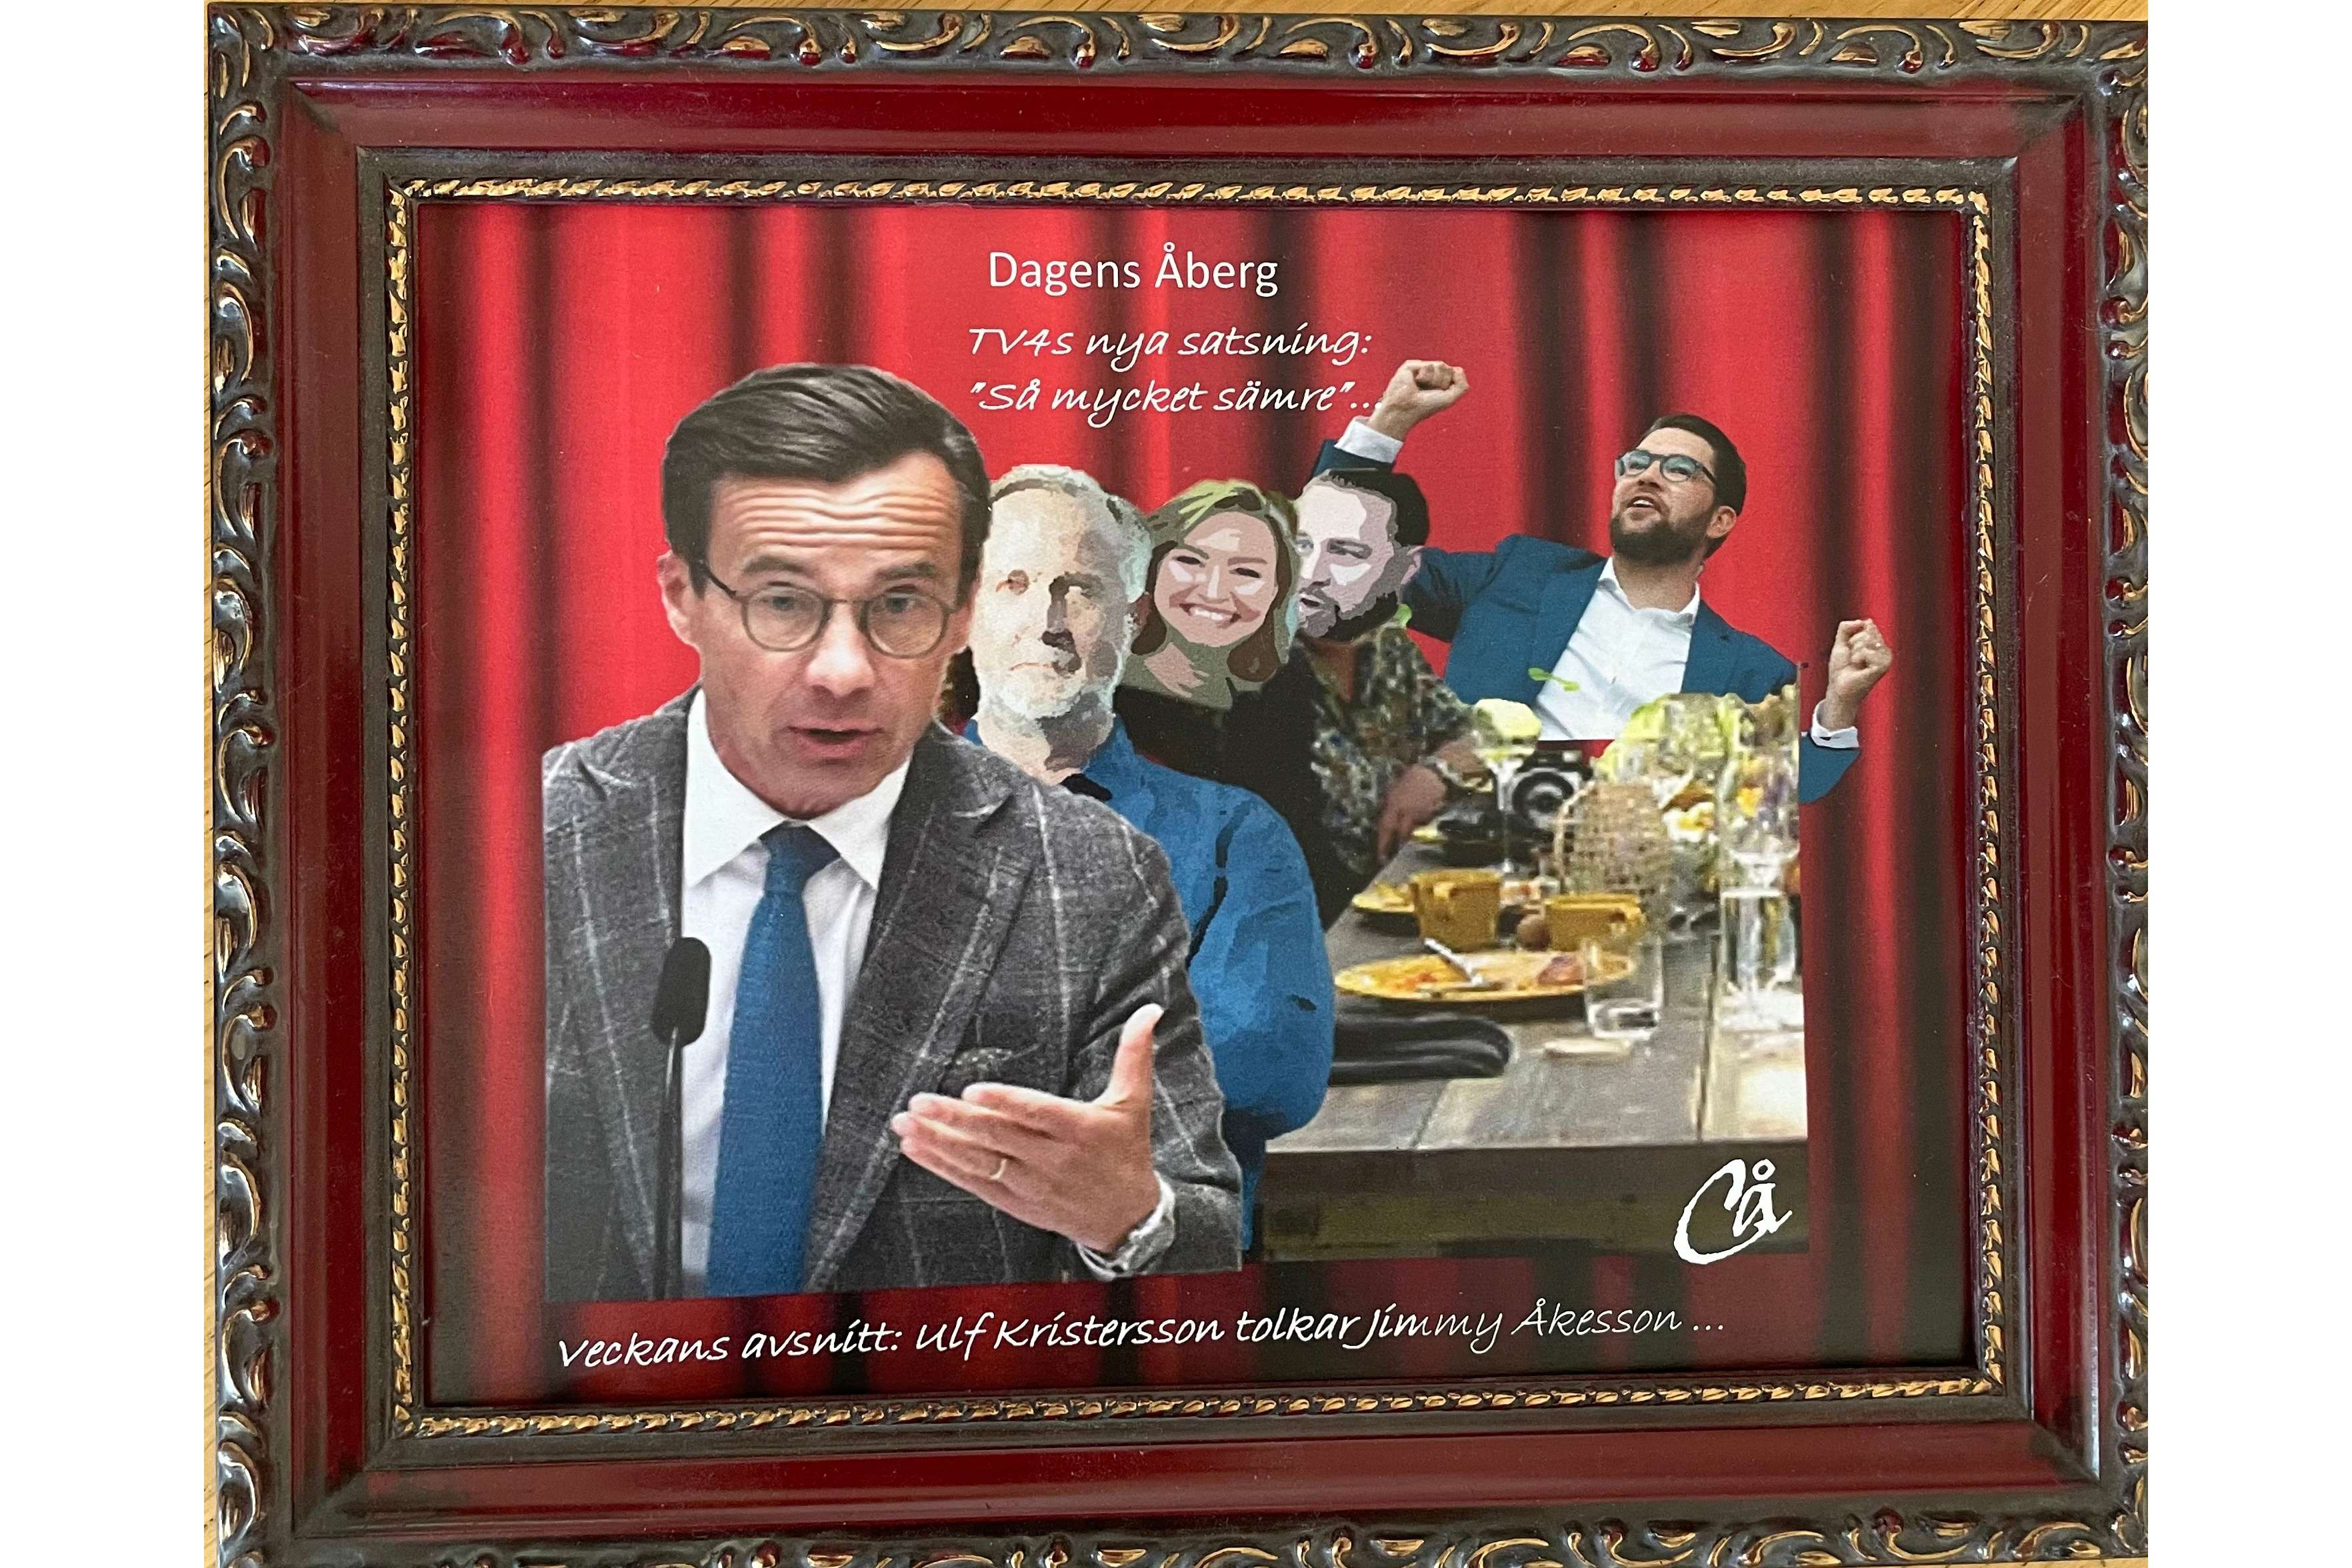 Dagens Åberg
TV4s nya satsning:
"Så mycket sämre"...
CÅ
Veckans avsnitt: Ulf Kristersson tolkar Jimmy Åkesson ...